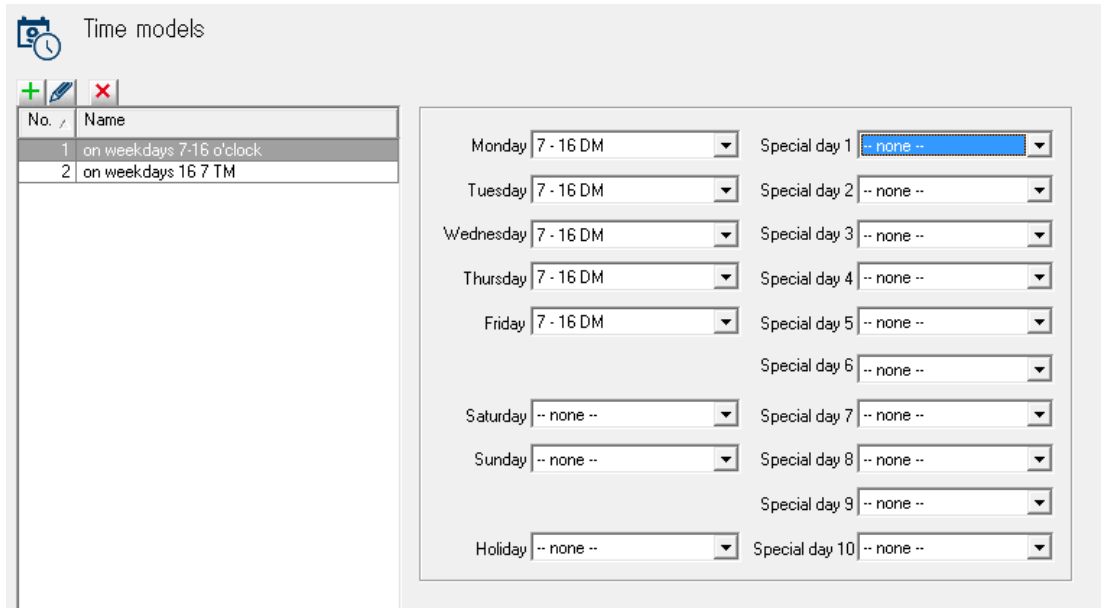 Time models
No. Name
1 on weekdays 7-16 o'clock
2 on weekdays 16 7 TM
Monday 7 - 16 DM Special day 1 -- none --
Tuesday 7 - 16 DM Special day 2 -- none --
Wednesday 7 - 16 DM Special day 3 -- none --
Thursday 7 - 16 DM Special day 4 -- none --
Friday 7 - 16 DM Special day 5 -- none --
Special day 6 -- none --
Saturday -- none -- Special day 7 -- none --
Sunday -- none -- Special day 8 -- none --
Special day 9 -- none --
Holiday -- none -- Special day 10 -- none --